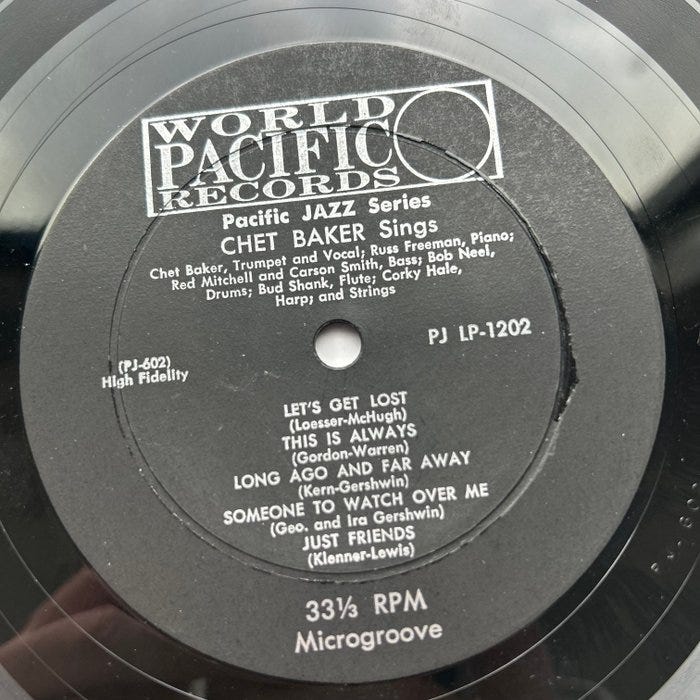 WORLD
PACIFIC
RECORDS
Pacific JAZZ Series
CHET BAKER Sings
Chet Baker, Trumpet and Vocal; Russ Freeman, Piano;
Red Mitchell and Carson Smith, Bass; Bob Neel,
Drums; Bud Shank, Flute; Corky Hale,
Harp; and Strings
PJ LP-1202
(PJ-602)
High Fidelity
LET'S GET LOST
(Loesser-McHugh)
THIS IS ALWAYS
(Gordon-Warren)
LONG AGO AND FAR AWAY
(Kern-Gershwin)
SOMEONE TO WATCH OVER ME
(Geo. and Ira Gershwin)
JUST FRIENDS
(Klenner-Lewis)
33⅓ RPM
Microgroove